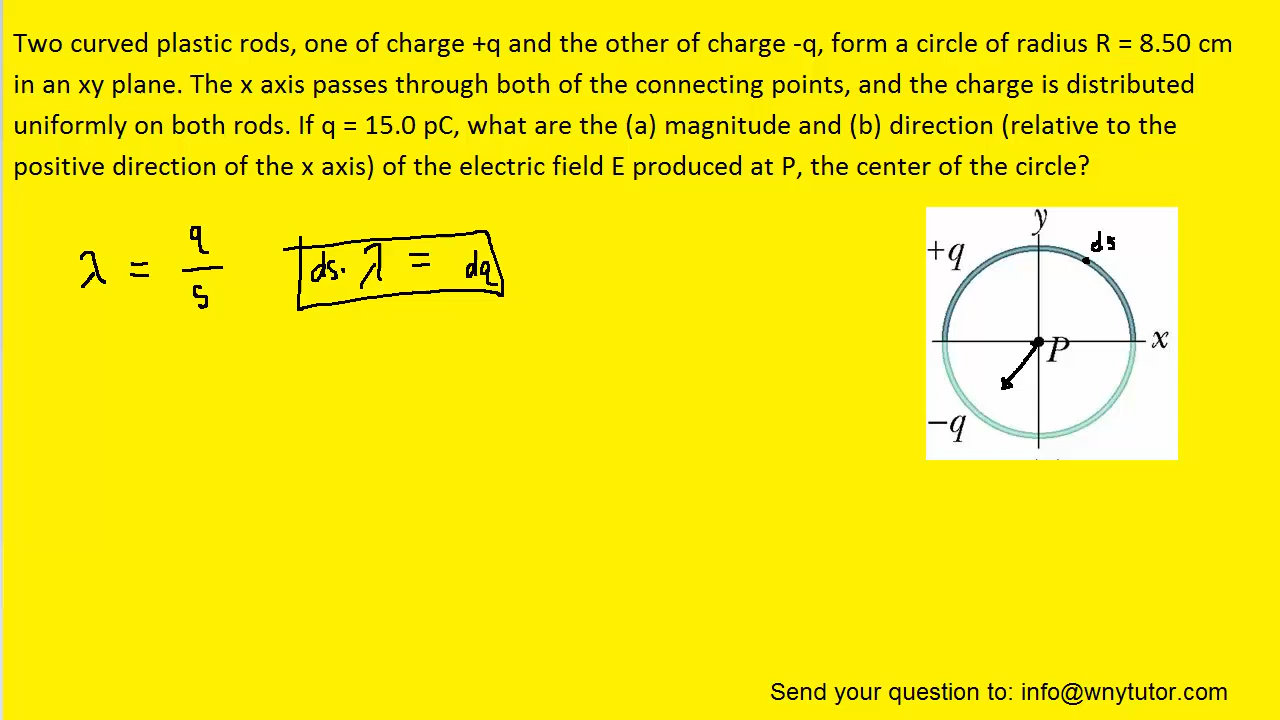 Two curved plastic rods, one of charge +q and the other of charge -q, form a circle of radius R = 8.50 cm
in an xy plane. The x axis passes through both of the connecting points, and the charge is distributed
uniformly on both rods. If q = 15.0 pC, what are the (a) magnitude and (b) direction (relative to the
positive direction of the x axis) of the electric field E produced at P, the center of the circle?
λ = q/s
ds· λ = dq
y
+q
ds
x
P
−q
Send your question to: info@wnytutor.com